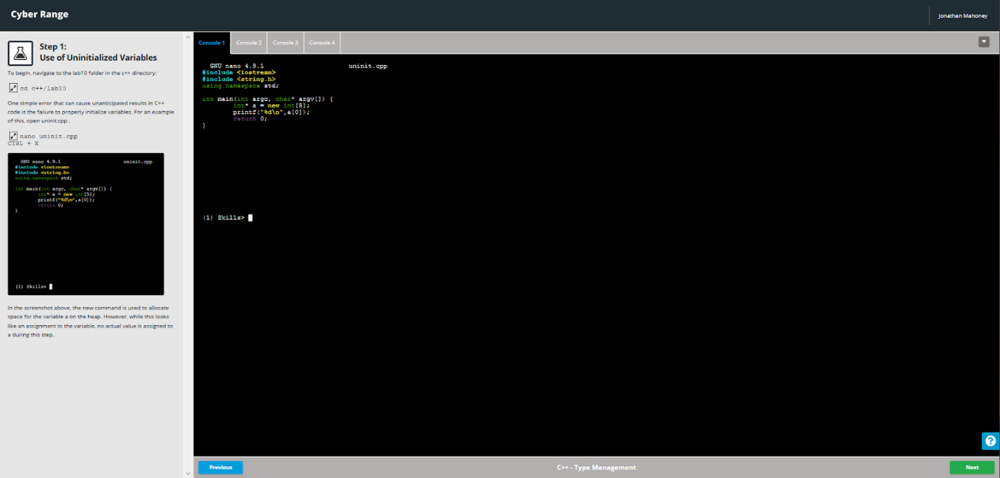 Cyber Range
Jonathan Mahoney
Step 1:
Use of Uninitialized Variables
To begin, navigate to the lab10 folder in the c++ directory:
cd c++/lab10
One simple error that can cause unanticipated results in C++
code is the failure to properly initialize variables. For an example
of this, open uninit.cpp .
nano uninit.cpp
CTRL + X
GNU nano 4.9.1 uninit.cpp
#include <iostream>
#include <string.h>
using namespace std;
int main(int argc, char* argv[]) {
int* a = new int[5];
printf("%d\n",a[0]);
return 0;
}
(1) Skills>
In the screenshot above, the new command is used to allocate
space for the variable a on the heap. However, while this looks
like an assignment to the variable, no actual value is assigned to
a during this step.
Console 1 Console 2 Console 3 Console 4
GNU nano 4.9.1 uninit.cpp
#include <iostream>
#include <string.h>
using namespace std;
int main(int argc, char* argv[]) {
int* a = new int[5];
printf("%d\n",a[0]);
return 0;
}
(1) Skills>
?
Previous
C++ - Type Management
Next